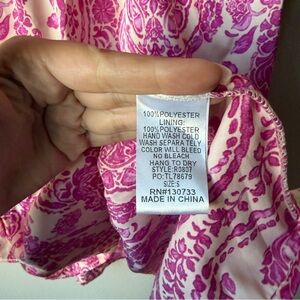 100%POLYESTER
LINING:
100%POLYESTER
HAND WASH COLD
WASH SEPARATELY
COLOR WILL BLEED
NO BLEACH
HANG TO DRY
STYLE:R0807
PO:TL78679
SIZE:S
RN#130733
MADE IN CHINA